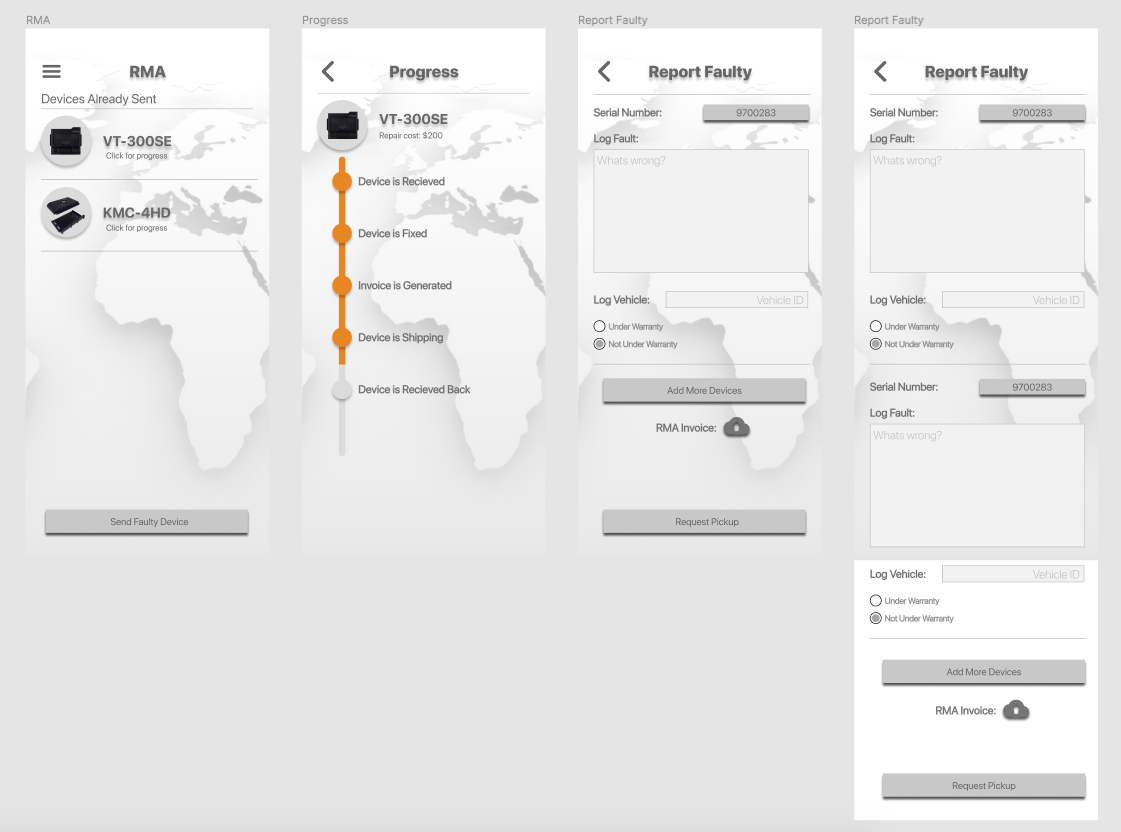 RMA
RMA
Devices Already Sent
VT-300SE
Click for progress
KMC-4HD
Click for progress
Send Faulty Device
Progress
Progress
VT-300SE
Repair cost: $200
Device is Recieved
Device is Fixed
Invoice is Generated
Device is Shipping
Device is Recieved Back
Report Faulty
Report Faulty
Serial Number: 9700283
Log Fault:
Whats wrong?
Log Vehicle: Vehicle ID
Under Warranty
Not Under Warranty
Add More Devices
RMA Invoice:
Request Pickup
Report Faulty
Report Faulty
Serial Number: 9700283
Log Fault:
Whats wrong?
Log Vehicle: Vehicle ID
Under Warranty
Not Under Warranty
Serial Number: 9700283
Log Fault:
Whats wrong?
Log Vehicle: Vehicle ID
Under Warranty
Not Under Warranty
Add More Devices
RMA Invoice:
Request Pickup